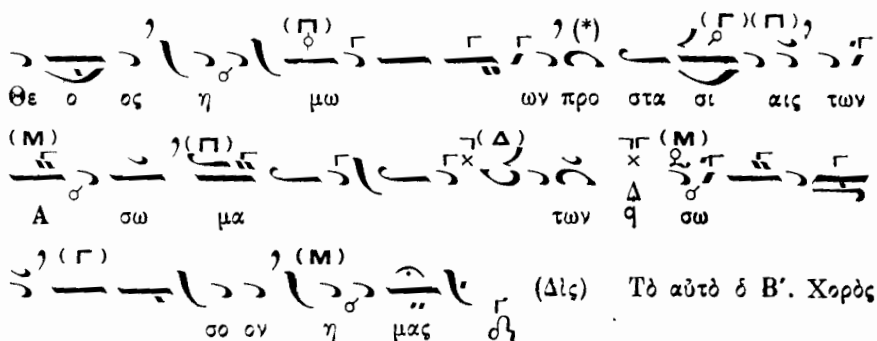 (Π) (*) (Γ) (Π)
Θε ο ος η μω ων προ στα σι αις των
(Μ) (Π) (Δ) (Μ)
Α σω μα των Δ σω
(Γ) (Μ)
σο ον η μας (Δὶς) Τὸ αὐτὸ ὁ Β΄. Χορὸς